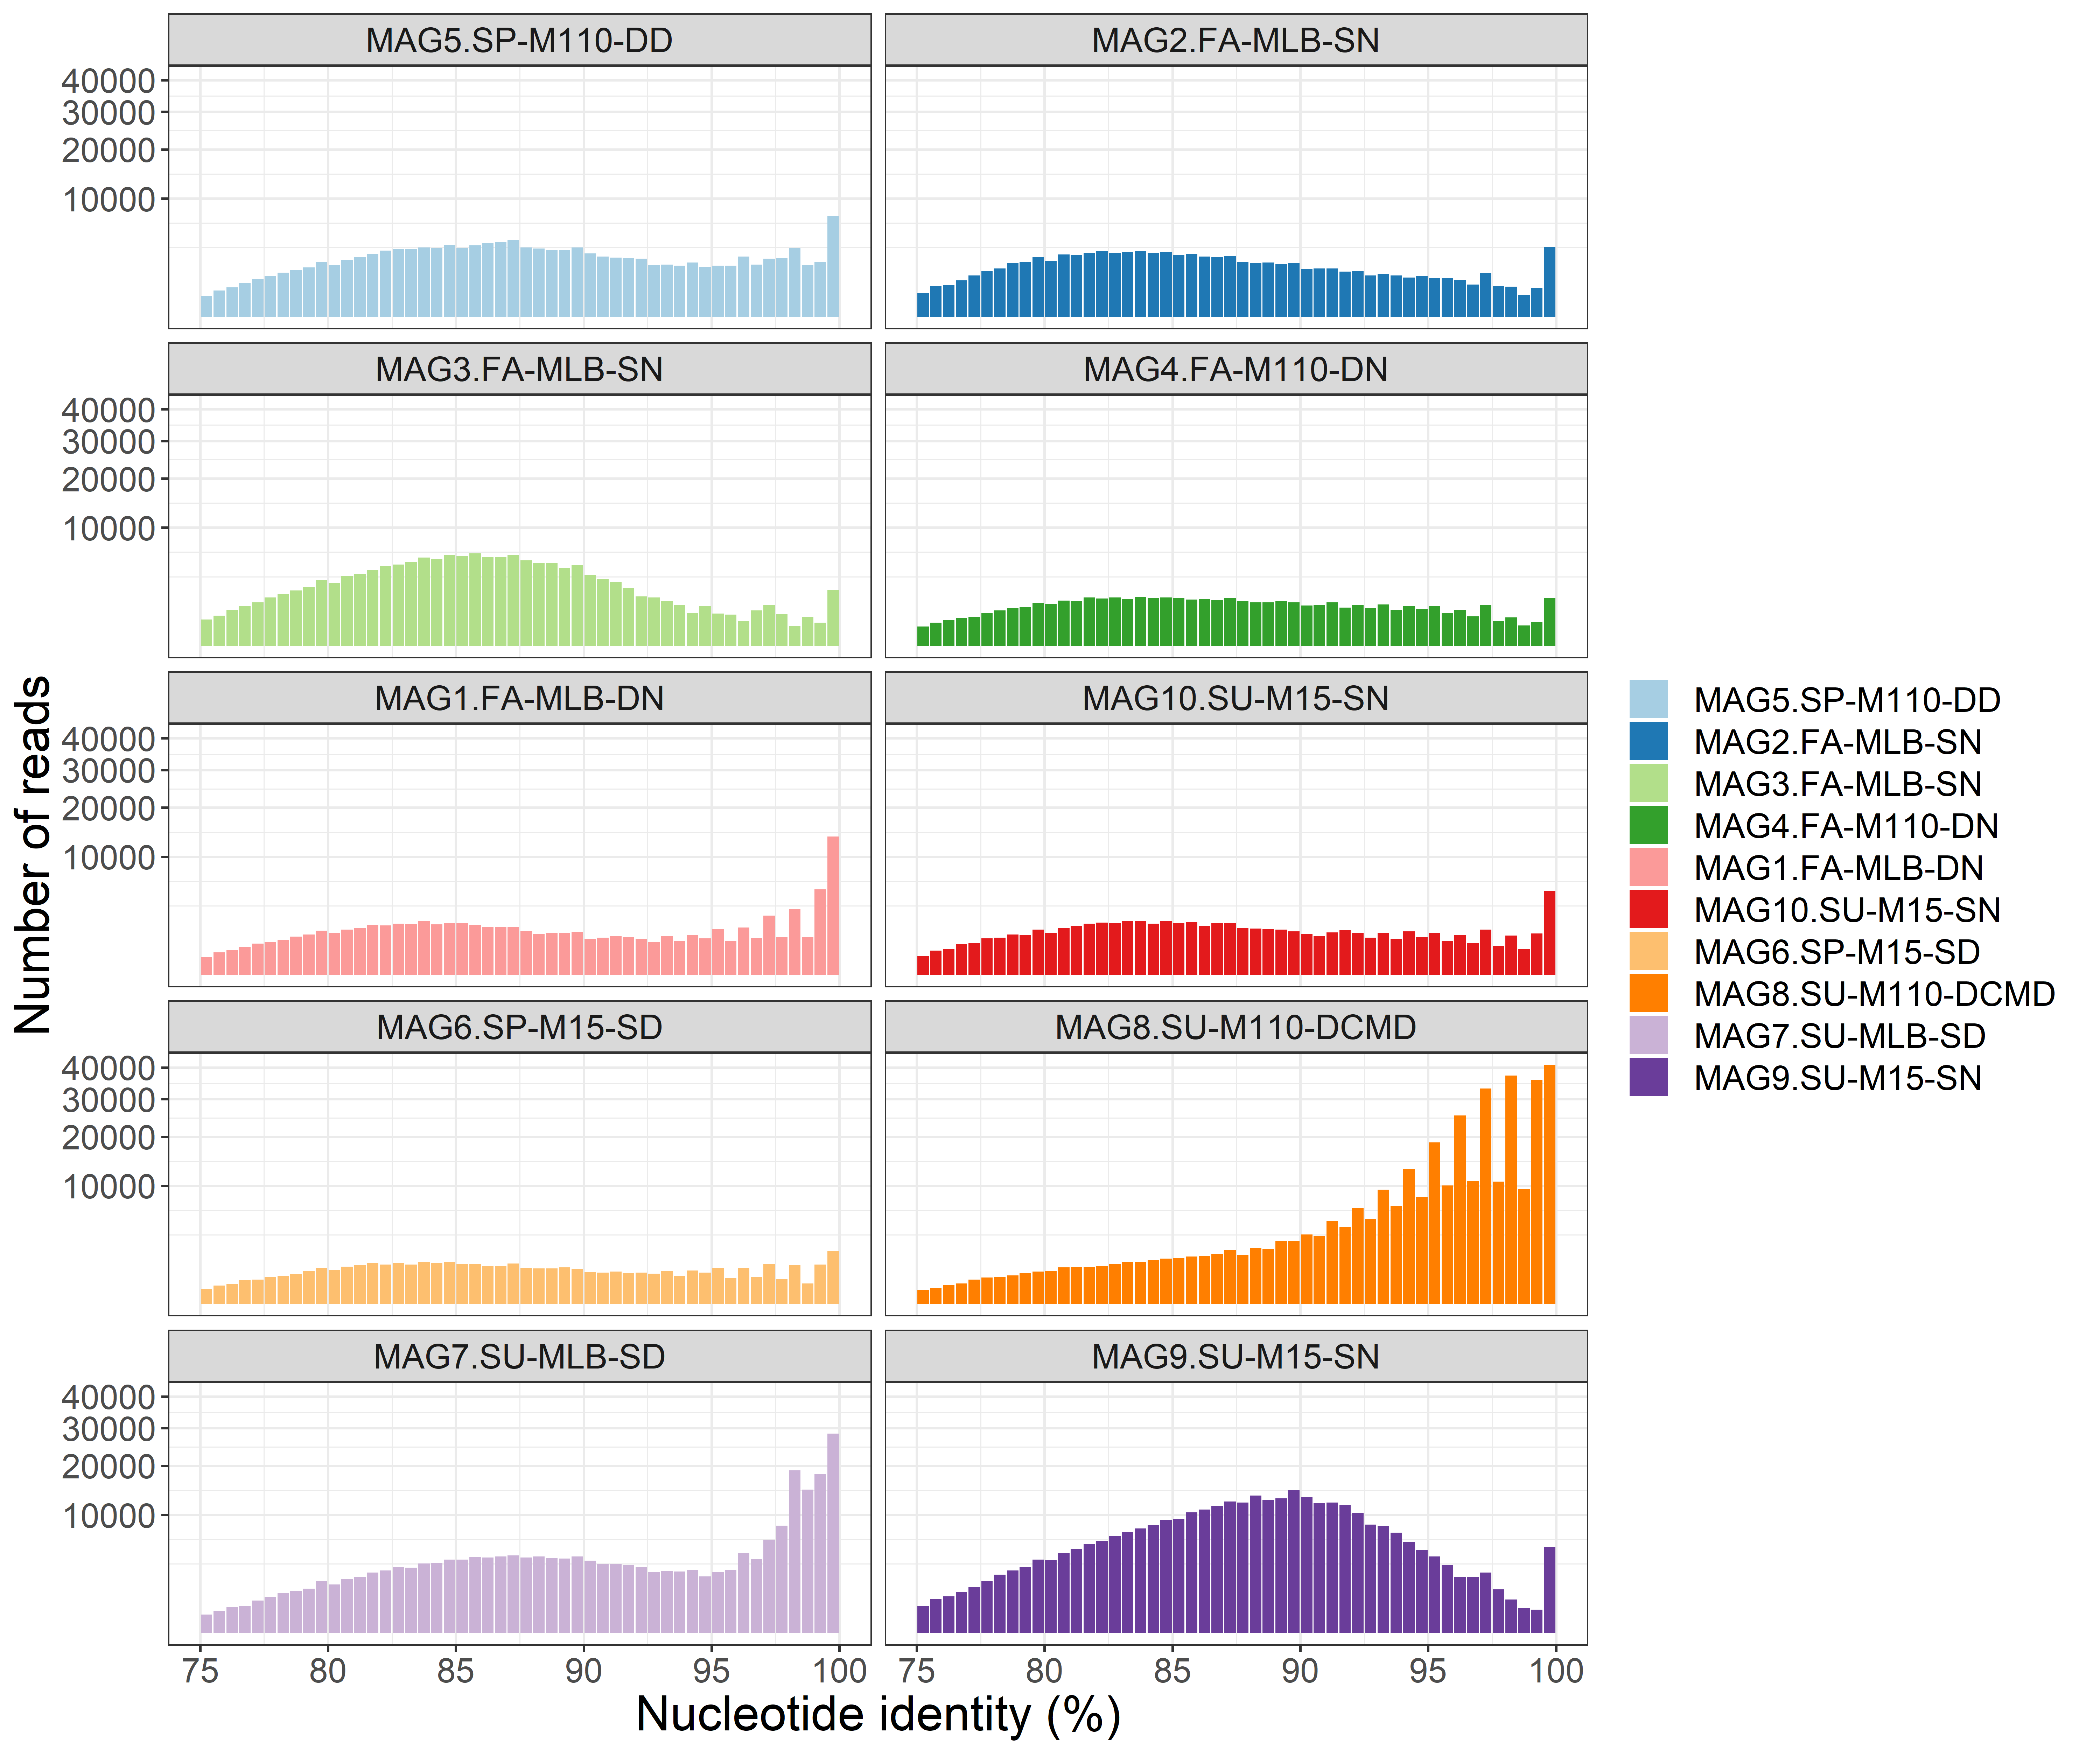 MAG5.SP-M110-DD
MAG2.FA-MLB-SN
40000
30000
20000
10000
MAG3.FA-MLB-SN
MAG4.FA-M110-DN
40000
30000
20000
10000
MAG1.FA-MLB-DN
MAG10.SU-M15-SN
40000
30000
20000
10000
MAG6.SP-M15-SD
MAG8.SU-M110-DCMD
40000
30000
20000
10000
MAG7.SU-MLB-SD
MAG9.SU-M15-SN
40000
30000
20000
10000
75 80 85 90 95 100
75 80 85 90 95 100
Nucleotide identity (%)
Number of reads
MAG5.SP-M110-DD
MAG2.FA-MLB-SN
MAG3.FA-MLB-SN
MAG4.FA-M110-DN
MAG1.FA-MLB-DN
MAG10.SU-M15-SN
MAG6.SP-M15-SD
MAG8.SU-M110-DCMD
MAG7.SU-MLB-SD
MAG9.SU-M15-SN